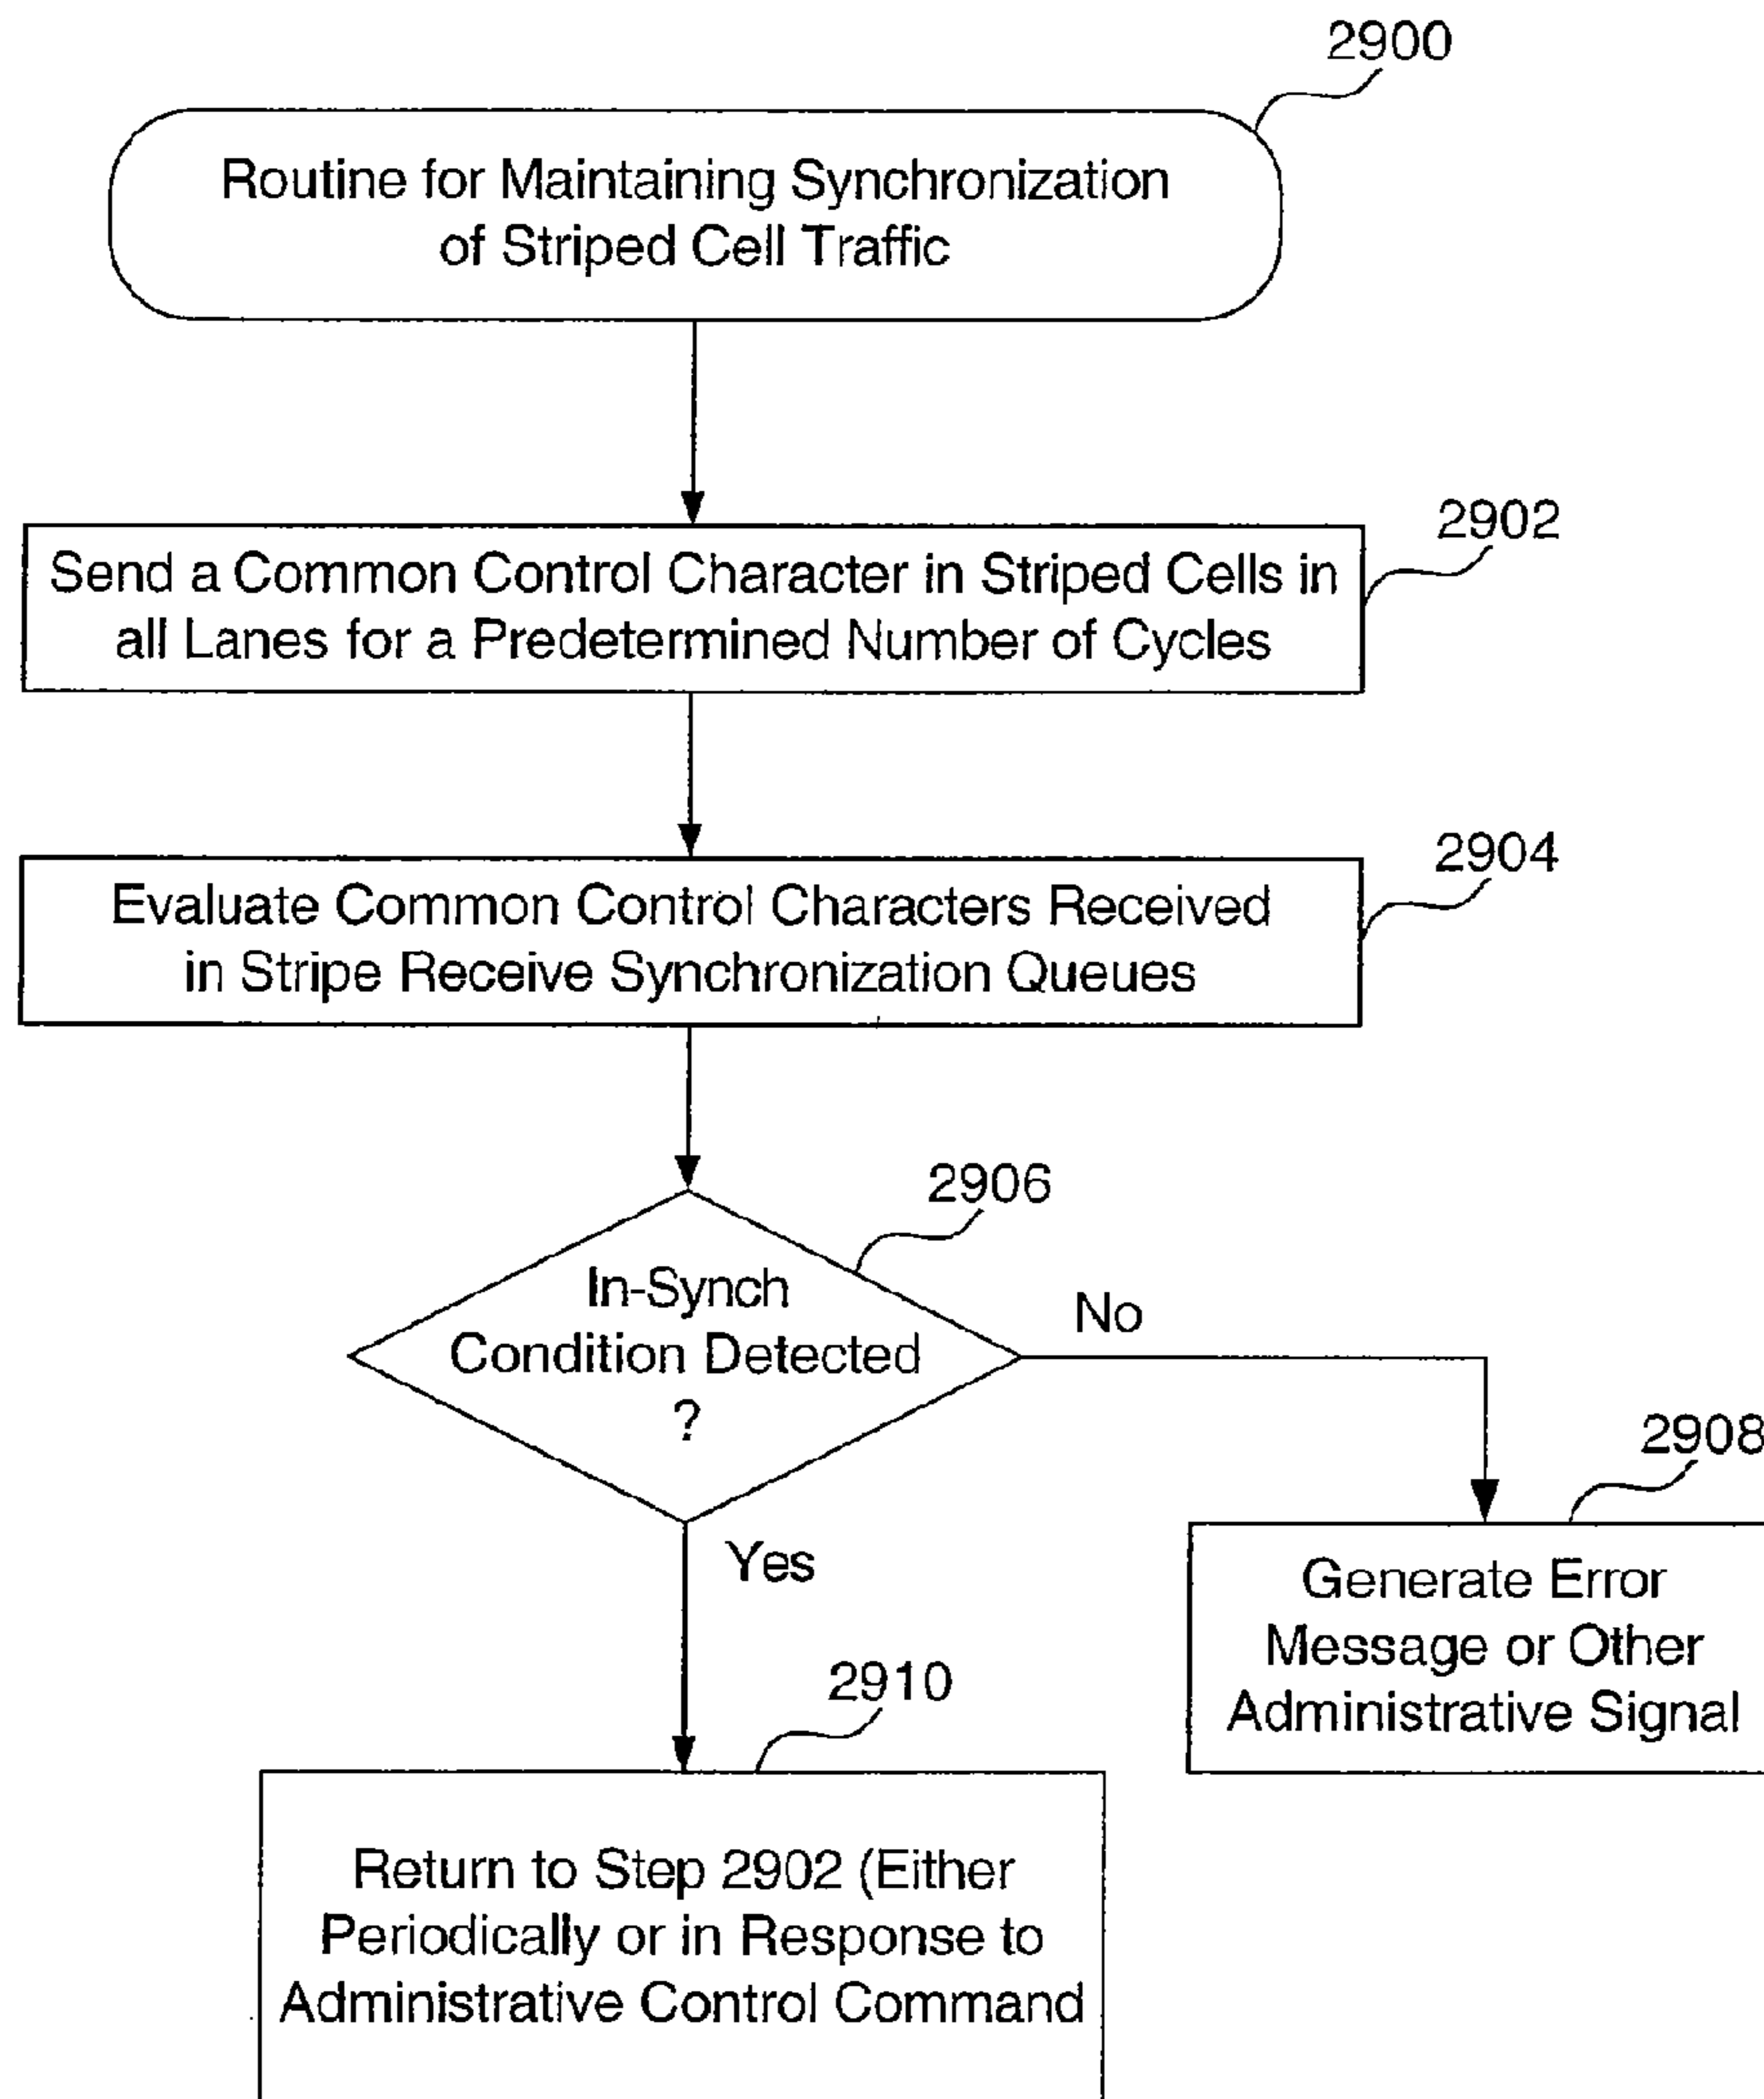 2900
Routine for Maintaining Synchronization
of Striped Cell Traffic
2902
Send a Common Control Character in Striped Cells in
all Lanes for a Predetermined Number of Cycles
2904
Evaluate Common Control Characters Received
in Stripe Receive Synchronization Queues
2906
In-Synch
Condition Detected
?
No
Yes
2908
Generate Error
Message or Other
Administrative Signal
2910
Return to Step 2902 (Either
Periodically or in Response to
Administrative Control Command